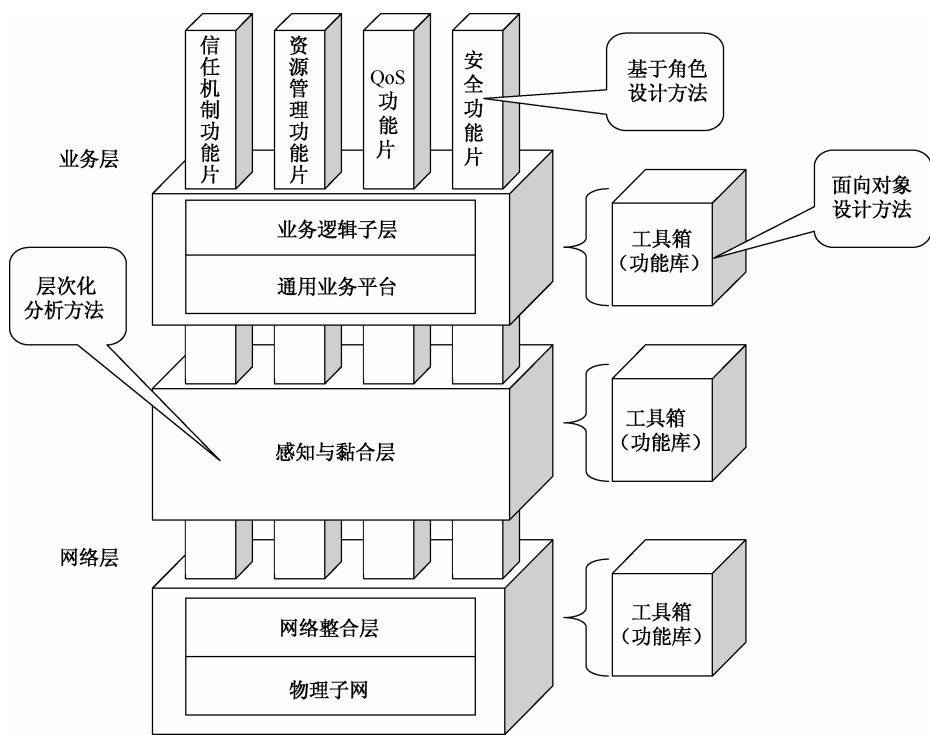 信任机制功能片
资源管理功能片
QoS
功能片
安全功能片
基于角色
设计方法
业务层
业务逻辑子层
通用业务平台
工具箱
(功能库)
面向对象
设计方法
层次化
分析方法
感知与黏合层
工具箱
(功能库)
网络层
网络整合层
物理子网
工具箱
(功能库)